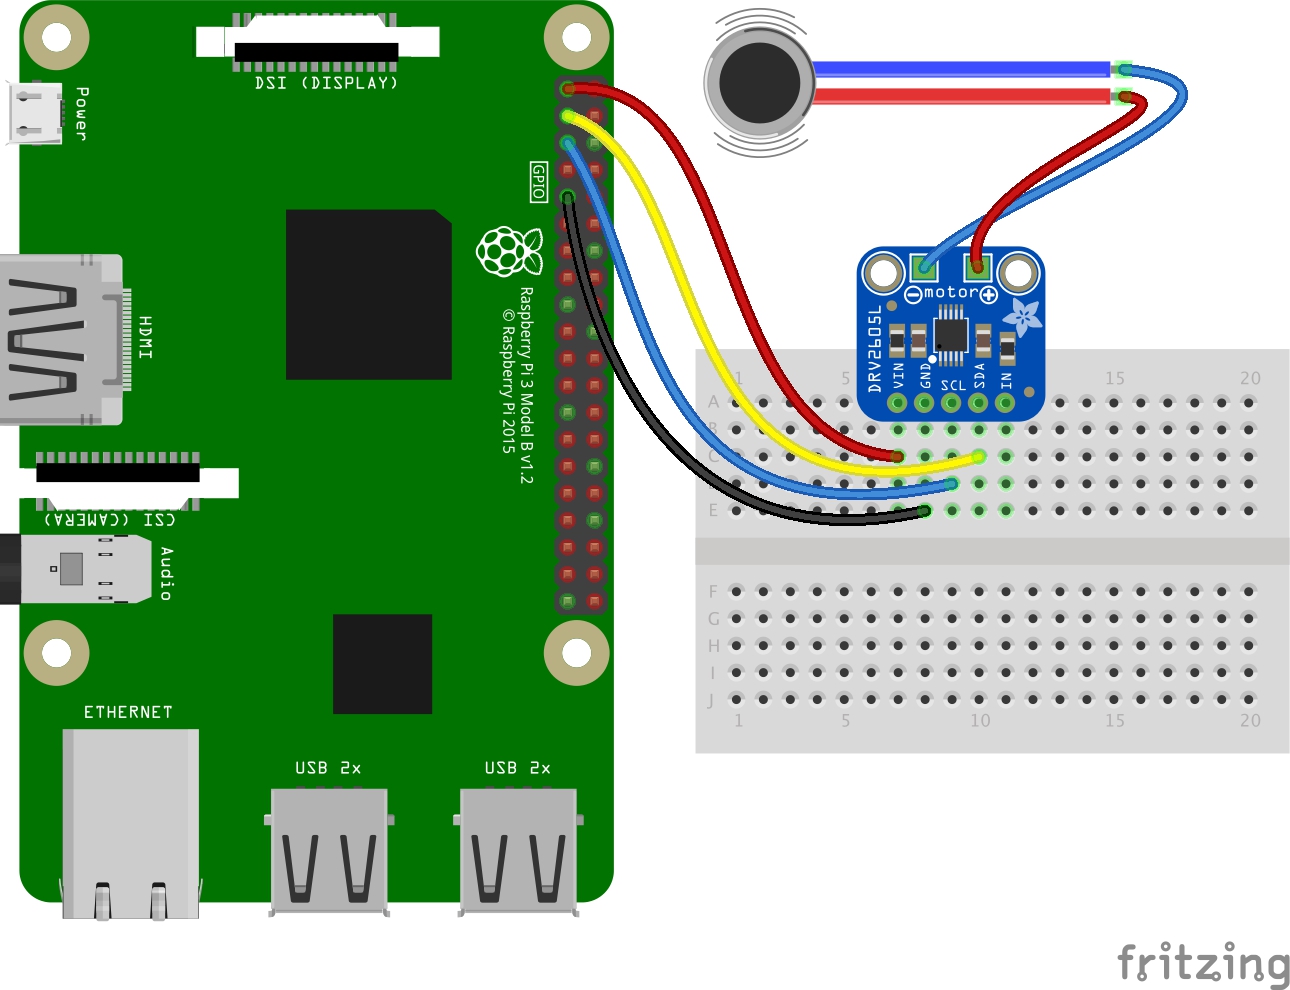 DSI (DISPLAY)
Power
GPIO
HDMI
Raspberry Pi 3 Model B v1.2
© Raspberry Pi 2015
CSI (CAMERA)
Audio
ETHERNET
USB 2x
USB 2x
motor
DRV2605L
VIN
GND
SCL
SDA
IN
1 5 15 20
A
B
C
E
F
G
H
I
J
1 5 10 15 20
fritzing